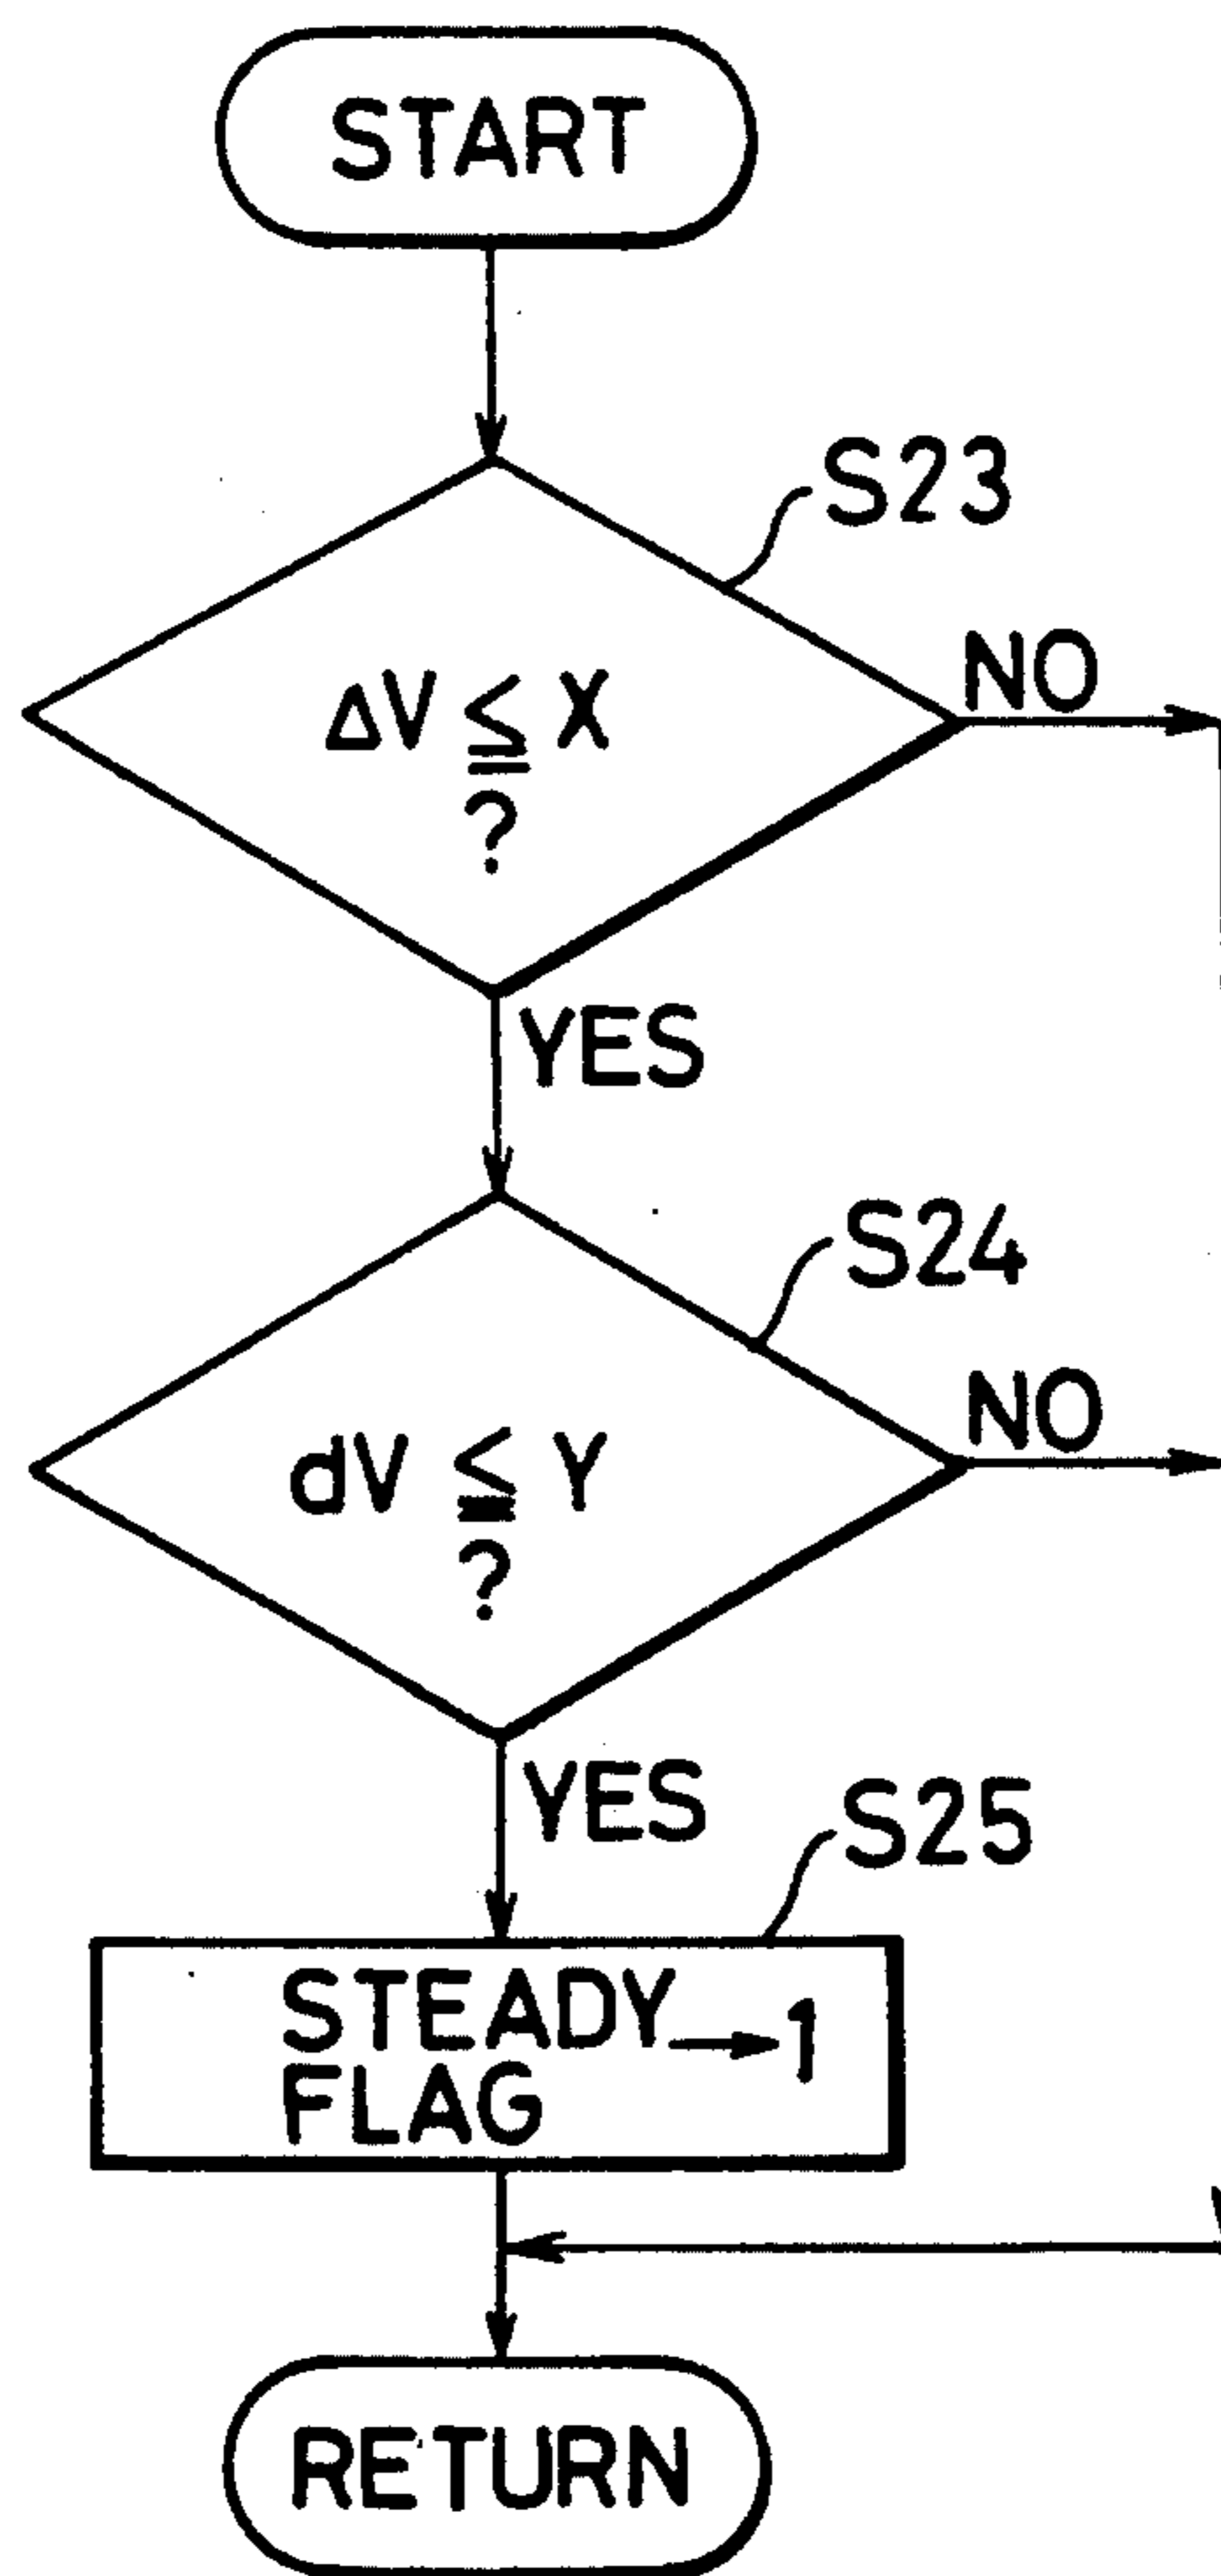 START
S23
NO
ΔV ≦ X
?
YES
S24
NO
dV ≦ Y
?
YES
S25
STEADY → 1
FLAG
RETURN